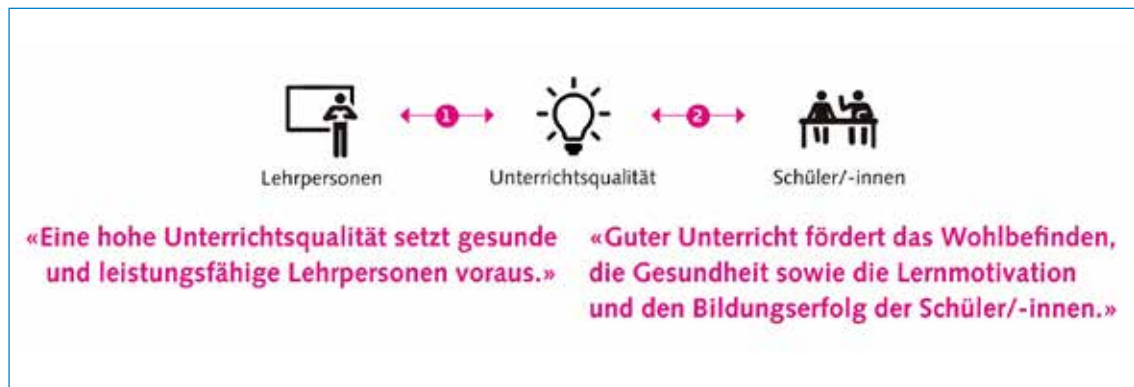 1
2
Lehrpersonen
Unterrichtsqualität
Schüler/-innen
«Eine hohe Unterrichtsqualität setzt gesunde
und leistungsfähige Lehrpersonen voraus.»
«Guter Unterricht fördert das Wohlbefinden,
die Gesundheit sowie die Lernmotivation
und den Bildungserfolg der Schüler/-innen.»